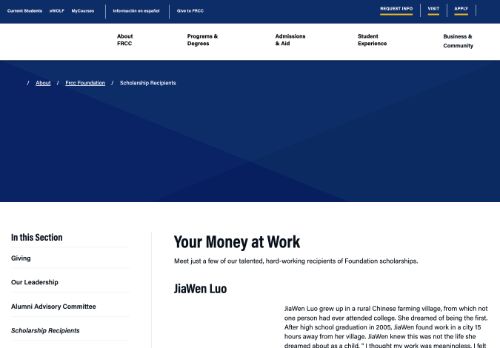 Current Students eWOLF MyCourses Información en español Give to FRCC REQUEST INFO VISIT APPLY
About FRCC
Programs & Degrees
Admissions & Aid
Student Experience
Business & Community
/ About / Frcc Foundation / Scholarship Recipients
In this Section
Giving
Our Leadership
Alumni Advisory Committee
Scholarship Recipients
Your Money at Work
Meet just a few of our talented, hard-working recipients of Foundation scholarships.
JiaWen Luo
JiaWen Luo grew up in a rural Chinese farming village, from which not
one person had ever attended college. She dreamed of being the first.
After high school graduation in 2005, JiaWen found work in a city 15
hours away from her village. JiaWen knew this was not the life she
dreamed about as a child. " I thought my work was meaningless. I felt